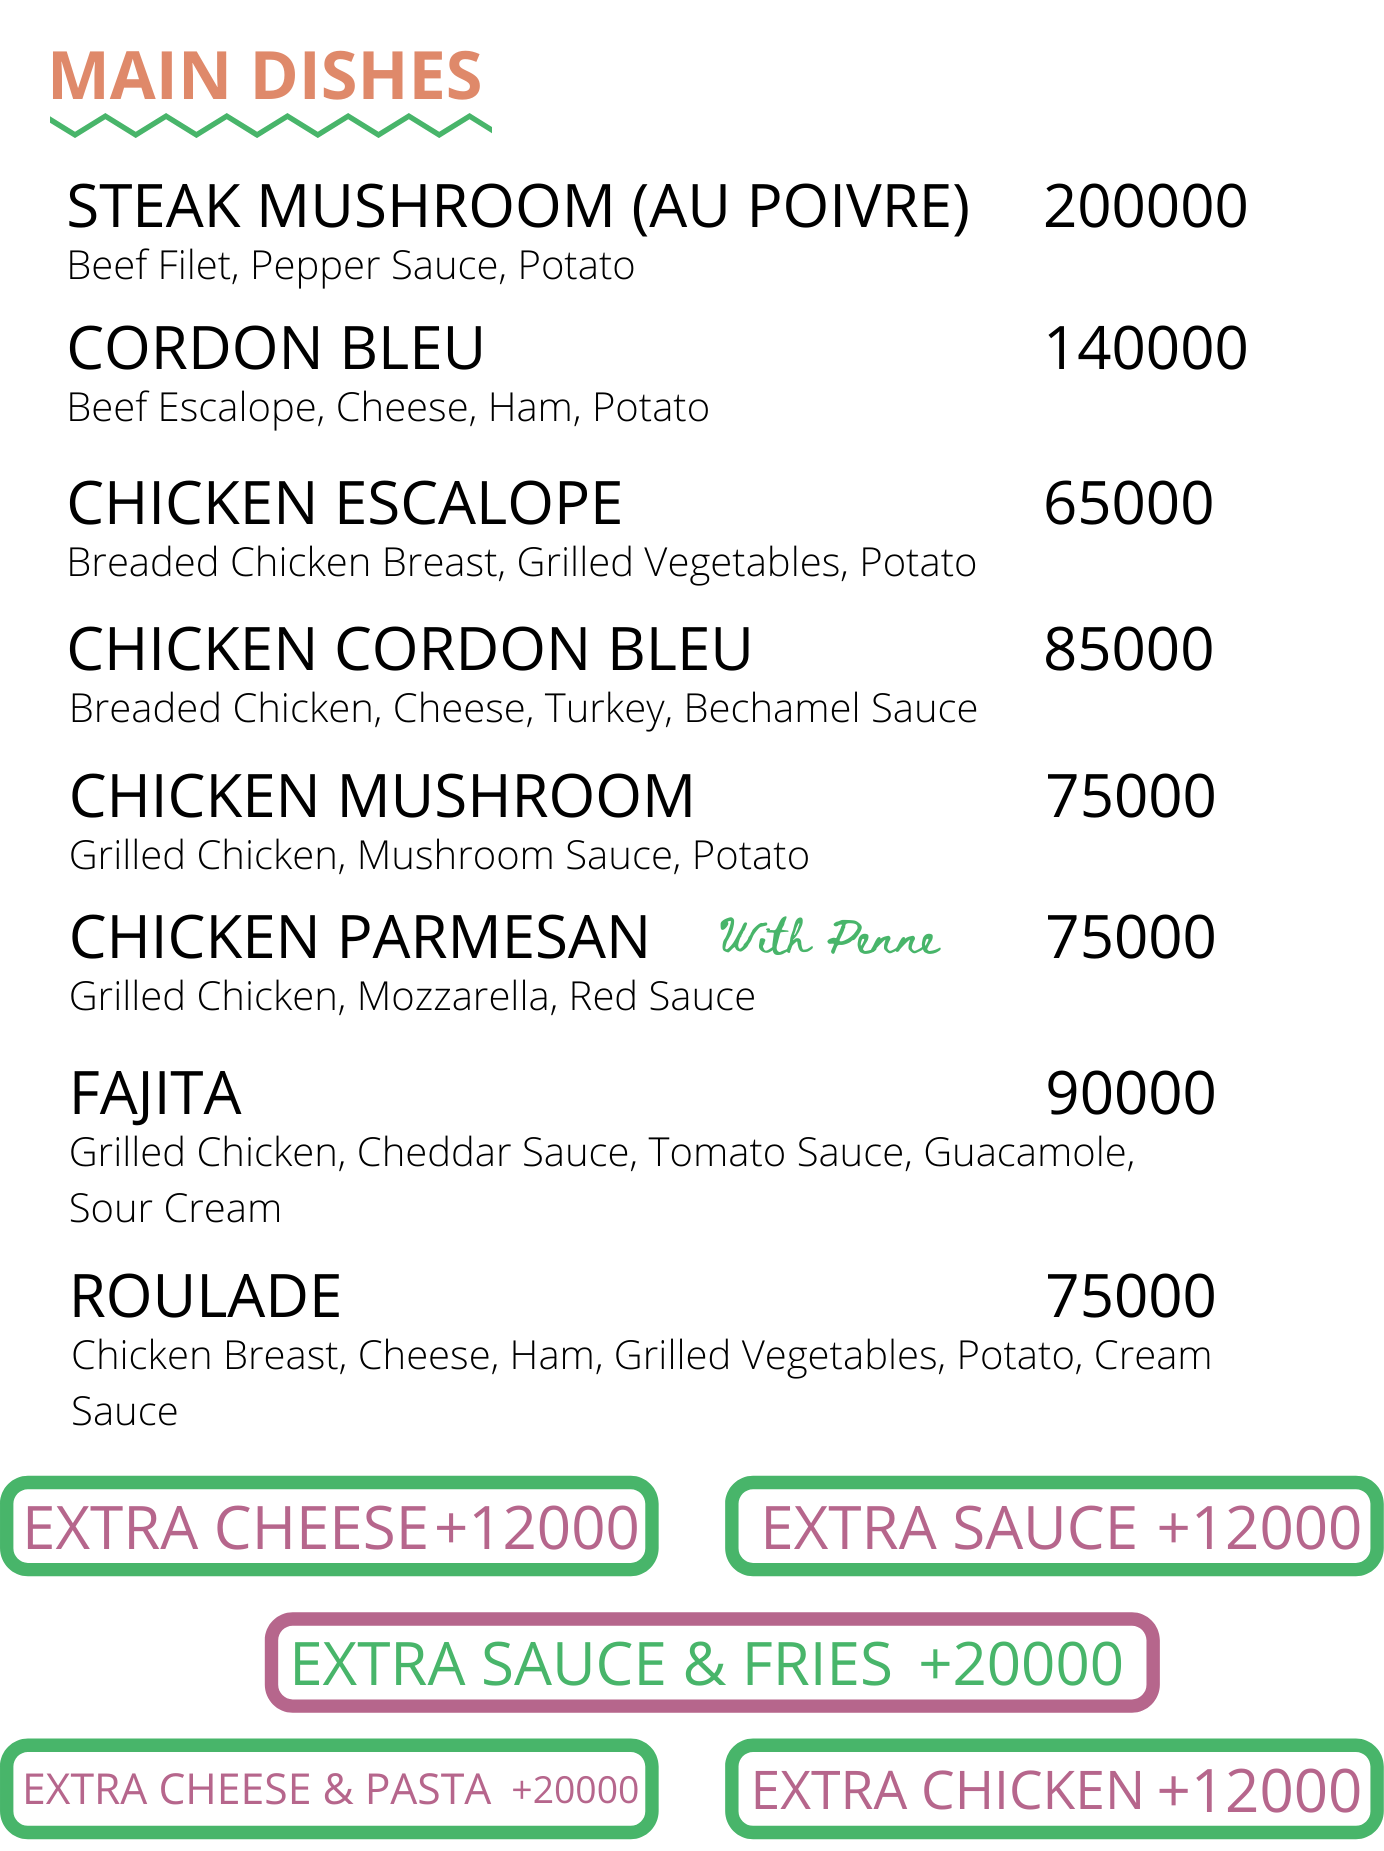 MAIN DISHES
STEAK MUSHROOM (AU POIVRE) 200000
Beef Filet, Pepper Sauce, Potato
CORDON BLEU 140000
Beef Escalope, Cheese, Ham, Potato
CHICKEN ESCALOPE 65000
Breaded Chicken Breast, Grilled Vegetables, Potato
CHICKEN CORDON BLEU 85000
Breaded Chicken, Cheese, Turkey, Bechamel Sauce
CHICKEN MUSHROOM 75000
Grilled Chicken, Mushroom Sauce, Potato
CHICKEN PARMESAN With Penne 75000
Grilled Chicken, Mozzarella, Red Sauce
FAJITA 90000
Grilled Chicken, Cheddar Sauce, Tomato Sauce, Guacamole,
Sour Cream
ROULADE 75000
Chicken Breast, Cheese, Ham, Grilled Vegetables, Potato, Cream
Sauce
EXTRA CHEESE +12000
EXTRA SAUCE +12000
EXTRA SAUCE & FRIES +20000
EXTRA CHEESE & PASTA +20000
EXTRA CHICKEN +12000